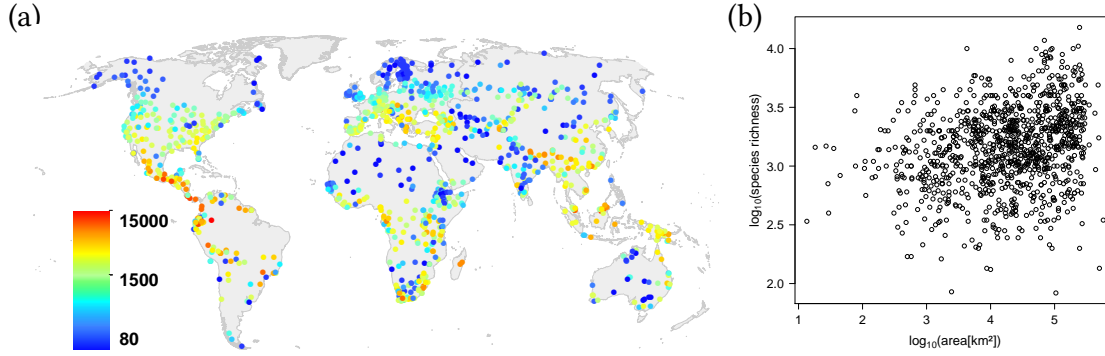 (a)
15000
1500
80
(b)
log₁₀(species richness)
4.0
3.5
3.0
2.5
2.0
1 2 3 4 5
log₁₀(area[km²])